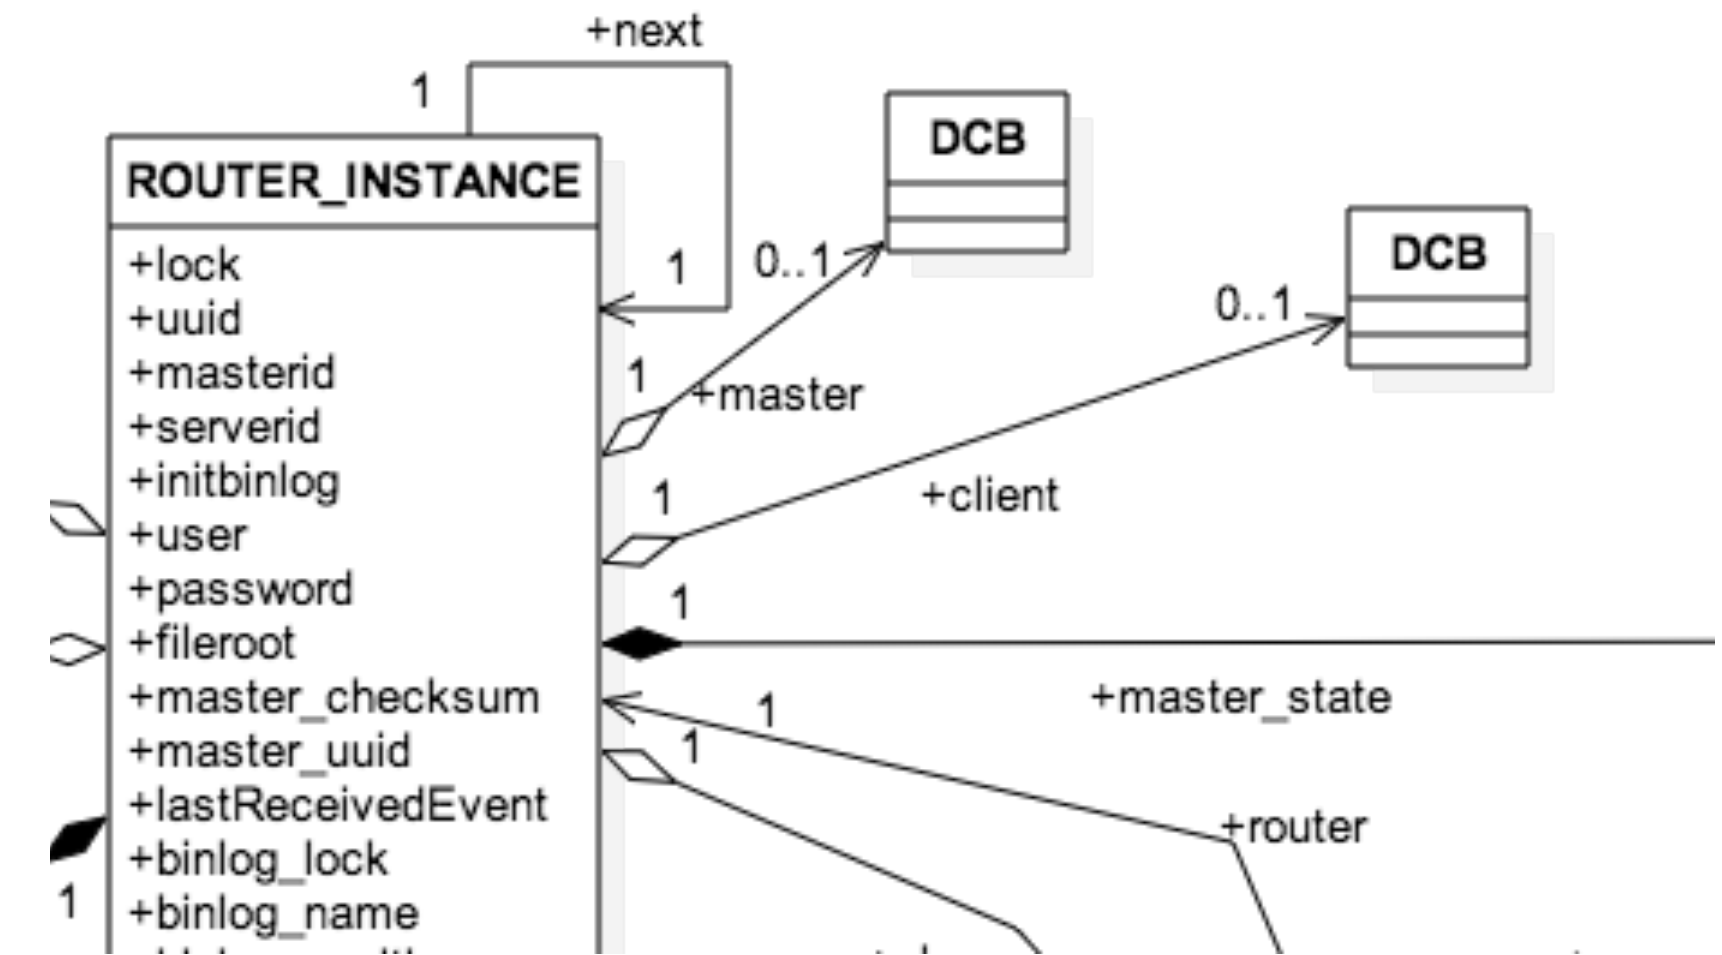 +next
1
DCB
ROUTER_INSTANCE
DCB
+lock
1
0..1
+uuid
0..1
+masterid
1
+master
+serverid
+initbinlog
1
+client
+user
+password
1
+fileroot
+master_checksum
1
+master_state
+master_uuid
1
+lastReceivedEvent
+router
+binlog_lock
1
+binlog_name